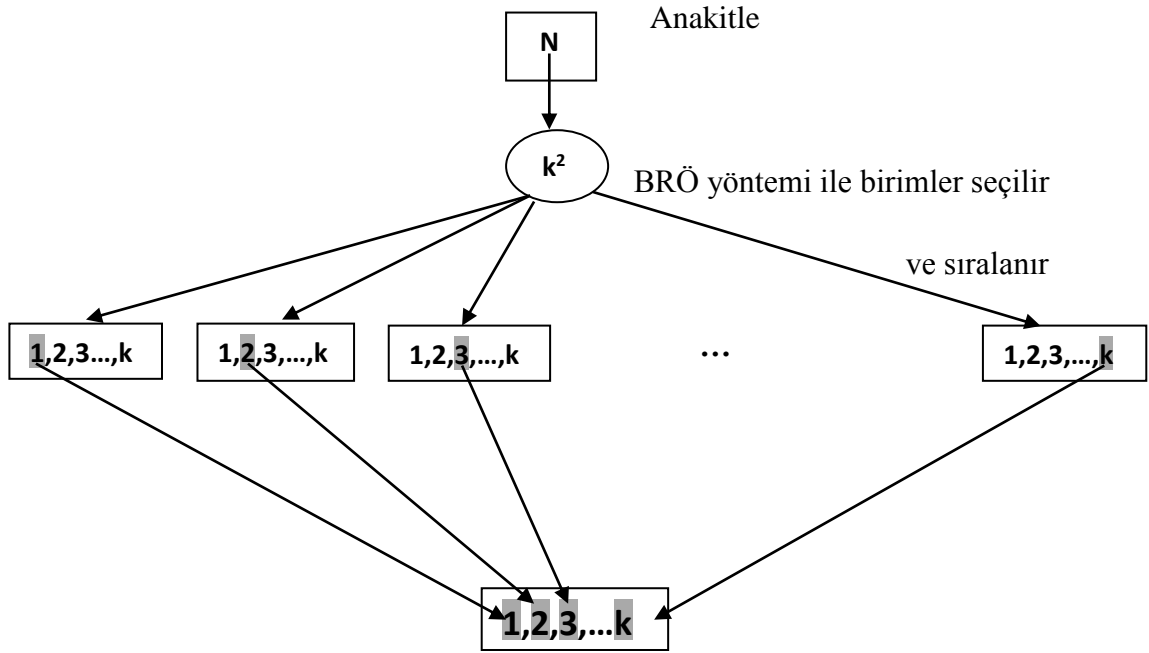 Anakitle
N
k²
BRÖ yöntemi ile birimler seçilir
ve sıralanır
1,2,3...,k
1,2,3,...,k
1,2,3,...,k
...
1,2,3,...,k
1,2,3,...k